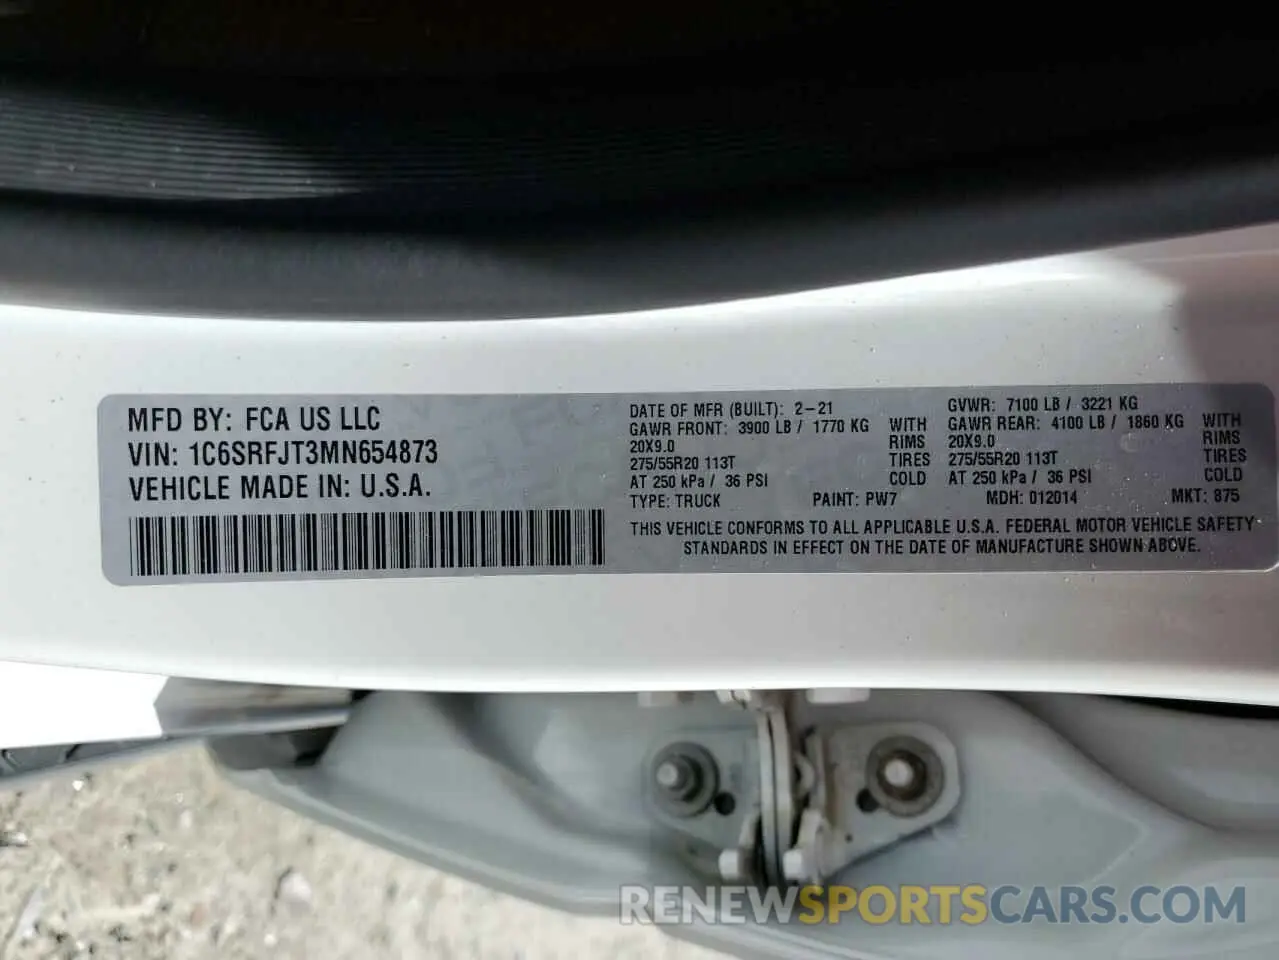 MFD BY: FCA US LLC
VIN: 1C6SRFJT3MN654873
VEHICLE MADE IN: U.S.A.
DATE OF MFR (BUILT): 2-21
GAWR FRONT: 3900 LB / 1770 KG WITH
20X9.0 RIMS
275/55R20 113T TIRES
AT 250 kPa / 36 PSI COLD
GVWR: 7100 LB / 3221 KG
GAWR REAR: 4100 LB / 1860 KG WITH
20X9.0 RIMS
275/55R20 113T TIRES
AT 250 kPa / 36 PSI COLD
TYPE: TRUCK PAINT: PW7 MDH: 012014 MKT: 875
THIS VEHICLE CONFORMS TO ALL APPLICABLE U.S.A. FEDERAL MOTOR VEHICLE SAFETY
STANDARDS IN EFFECT ON THE DATE OF MANUFACTURE SHOWN ABOVE.
RENEWSPORTSCARS.COM